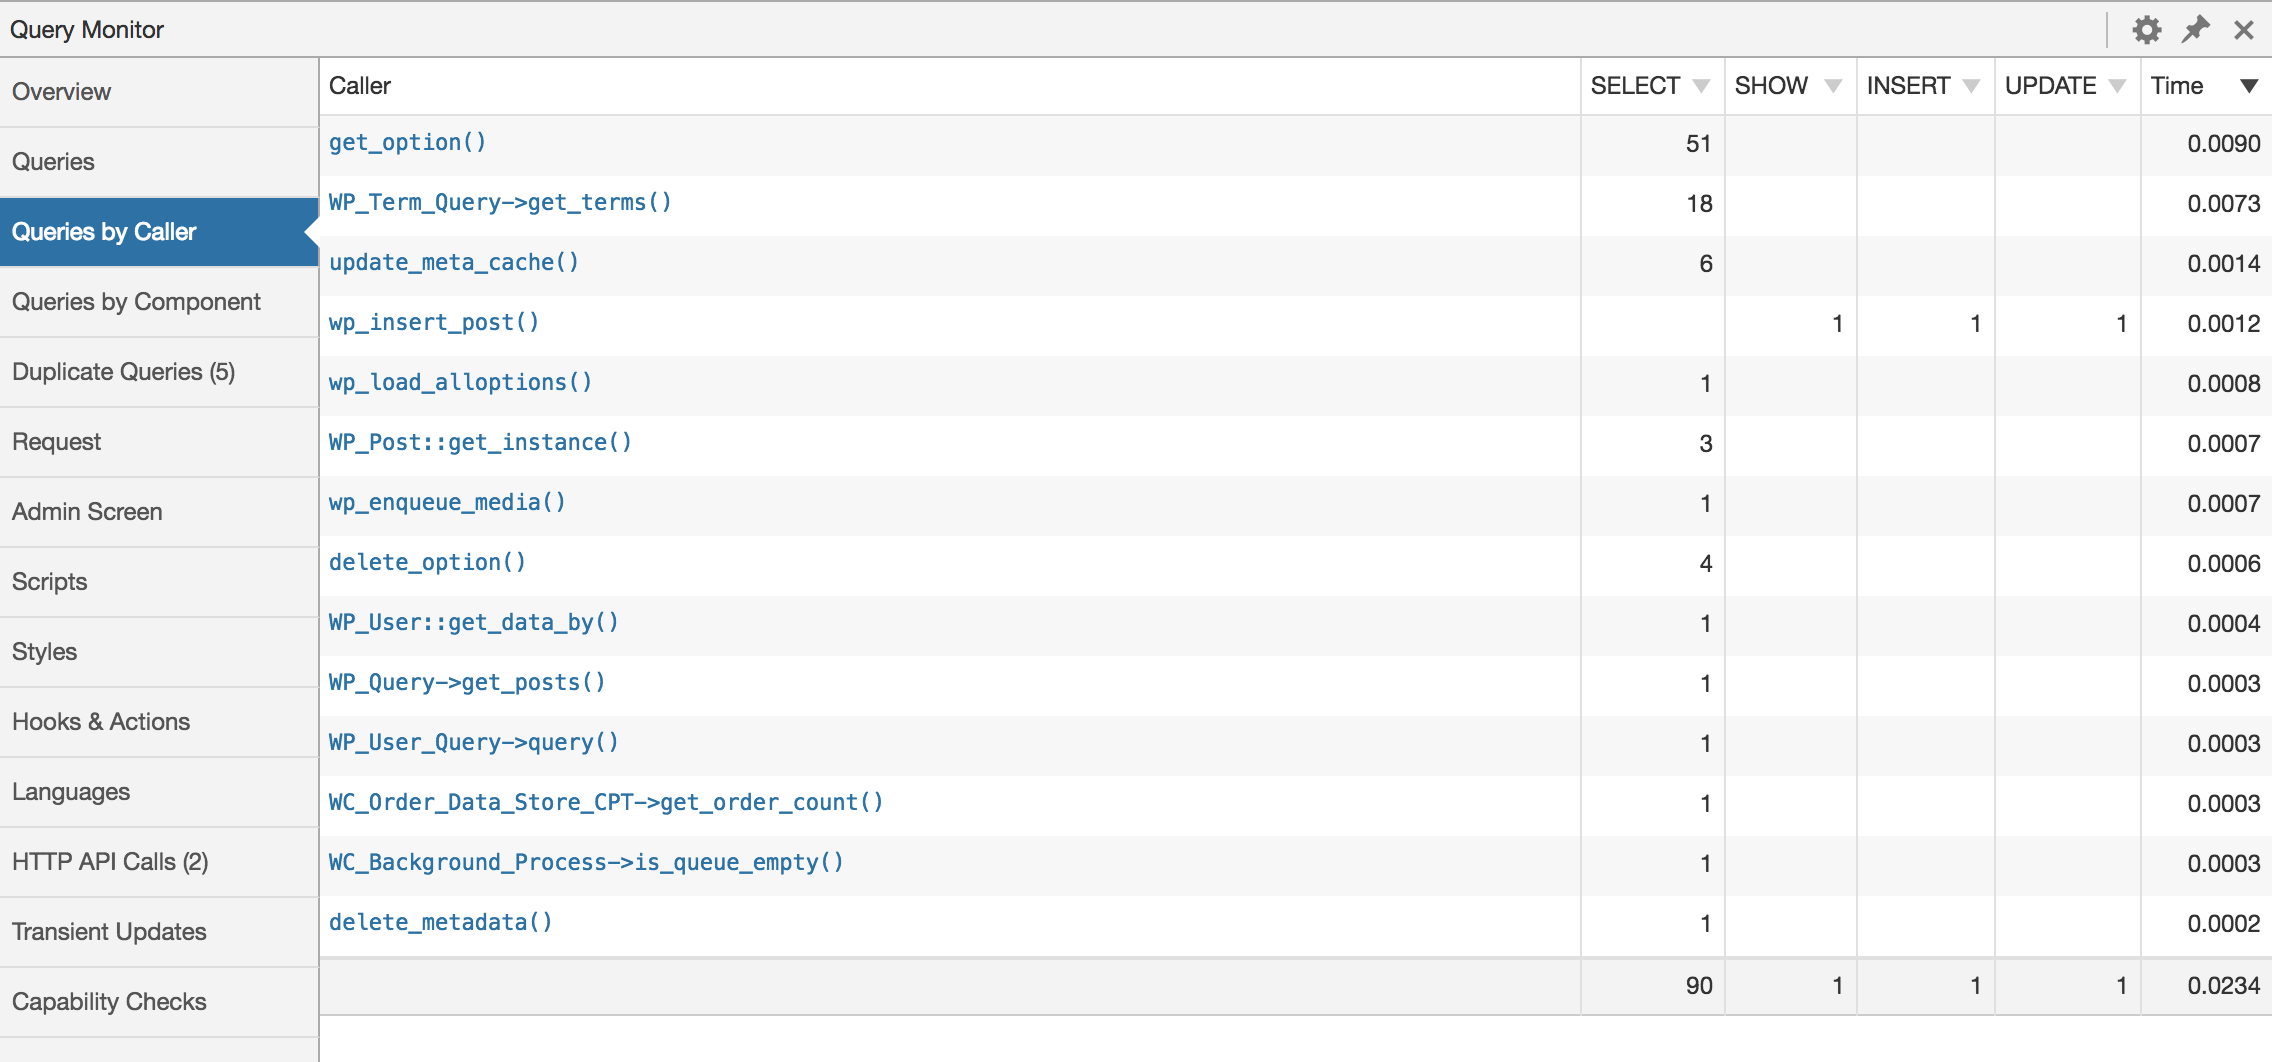 Query Monitor
Overview
Queries
Queries by Caller
Queries by Component
Duplicate Queries (5)
Request
Admin Screen
Scripts
Styles
Hooks & Actions
Languages
HTTP API Calls (2)
Transient Updates
Capability Checks
Caller SELECT SHOW INSERT UPDATE Time
get_option() 51 0.0090
WP_Term_Query->get_terms() 18 0.0073
update_meta_cache() 6 0.0014
wp_insert_post() 1 1 1 0.0012
wp_load_alloptions() 1 0.0008
WP_Post::get_instance() 3 0.0007
wp_enqueue_media() 1 0.0007
delete_option() 4 0.0006
WP_User::get_data_by() 1 0.0004
WP_Query->get_posts() 1 0.0003
WP_User_Query->query() 1 0.0003
WC_Order_Data_Store_CPT->get_order_count() 1 0.0003
WC_Background_Process->is_queue_empty() 1 0.0003
delete_metadata() 1 0.0002
90 1 1 1 0.0234